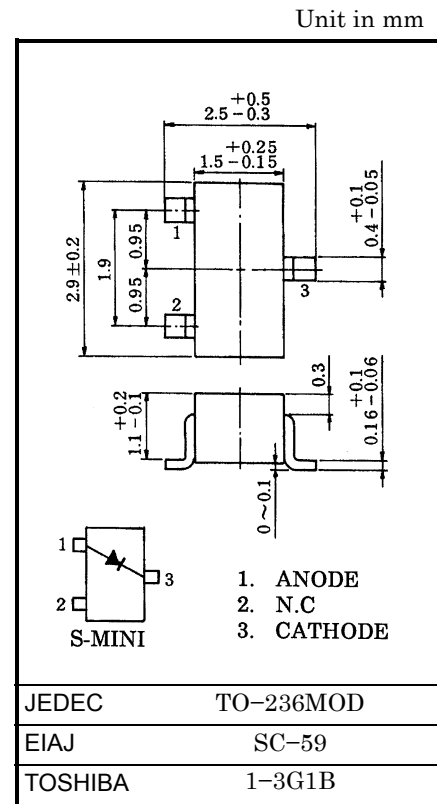 Unit in mm
+0.5
2.5 −0.3
+0.25
1.5 −0.15
+0.1
0.4 −0.05
2.9±0.2
1.9
0.95
0.95
1
2
3
+0.2
1.1 −0.1
0.3
+0.1
0.16 −0.06
0~0.1
1
2
3
S-MINI
1. ANODE
2. N.C
3. CATHODE
JEDEC TO−236MOD
EIAJ SC−59
TOSHIBA 1−3G1B